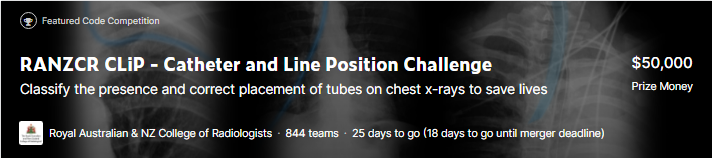 Featured Code Competition
RANZCR CLiP - Catheter and Line Position Challenge
$50,000
Classify the presence and correct placement of tubes on chest x-rays to save lives
Prize Money
Royal Australian & NZ College of Radiologists · 844 teams · 25 days to go (18 days to go until merger deadline)